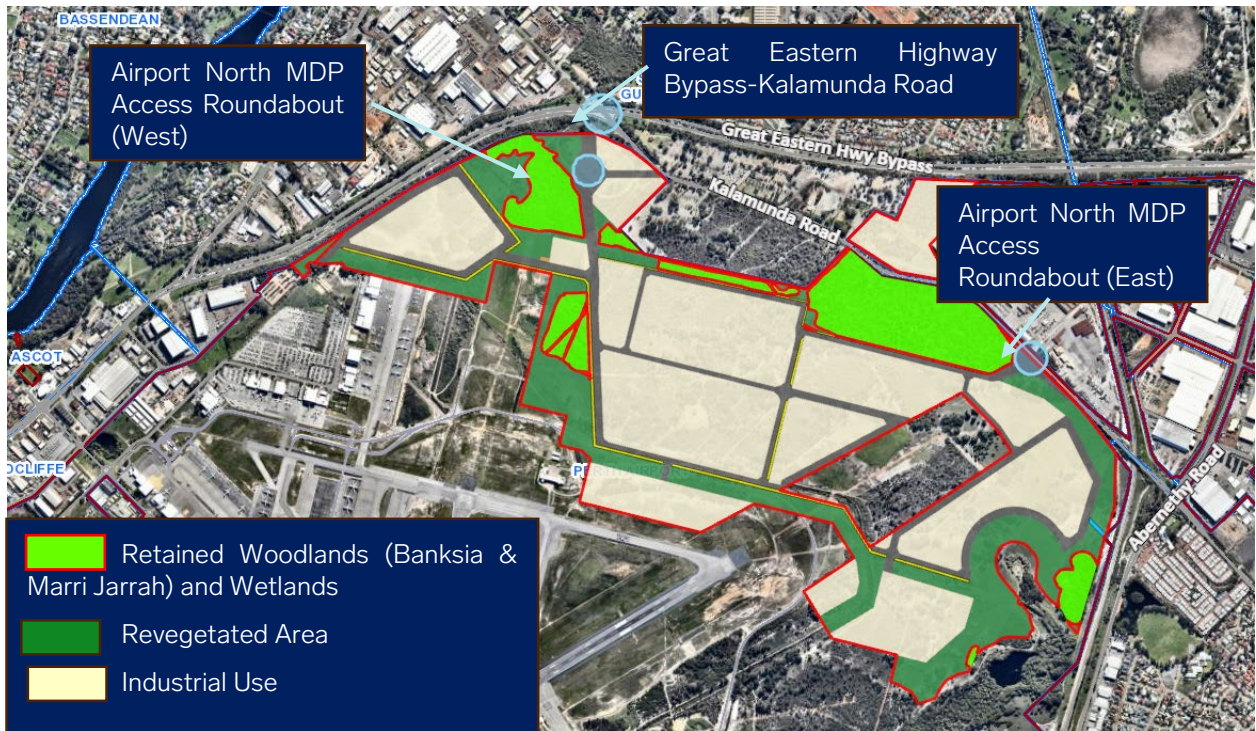 BASSENDEAN
Airport North MDP
Access Roundabout
(West)
Great Eastern Highway
Bypass-Kalamunda Road
GU
Great Eastern Hwy Bypass
Kalamunda Road
Airport North MDP
Access
Roundabout (East)
ASCOT
Abernethy Road
Retained Woodlands (Banksia &
Marri Jarrah) and Wetlands
Revegetated Area
Industrial Use